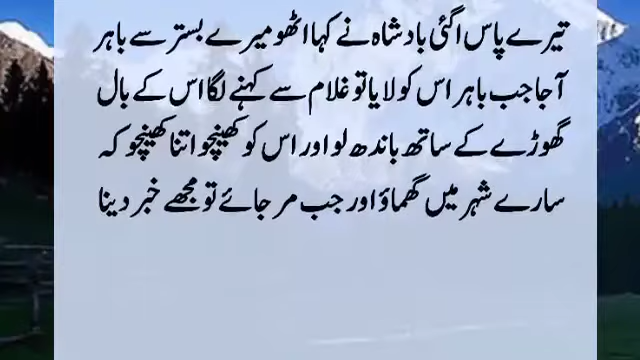 تیرے پاس اگئی بادشاہ نے کہا اٹھو میرے بستر سے باہر
آجا جب باہر اس کو لایا تو غلام سے کہنے لگا اس کے بال
گھوڑے کے ساتھ باندھ لو اور اس کو کھینچو اتنا کھینچو کہ
سارے شہر میں گھماؤ اور جب مر جائے تو مجھے خبر دینا